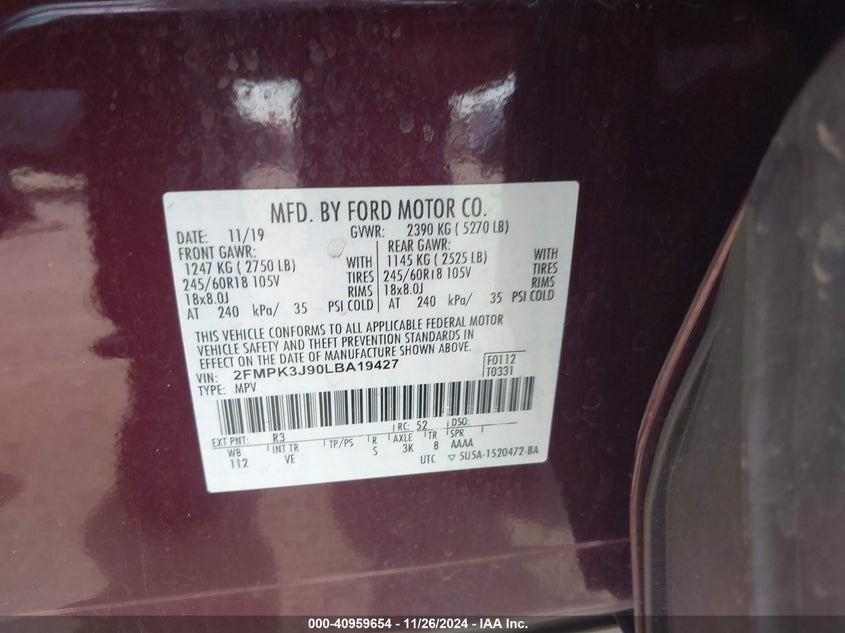 MFD. BY FORD MOTOR CO.
DATE: 11/19 GVWR: 2390 KG ( 5270 LB)
FRONT GAWR: REAR GAWR:
1247 KG ( 2750 LB) WITH 1145 KG ( 2525 LB) WITH
245/60R18 105V TIRES 245/60R18 105V TIRES
18x8.0J RIMS 18x8.0J RIMS
AT 240 kPa/ 35 PSI COLD AT 240 kPa/ 35 PSI COLD
THIS VEHICLE CONFORMS TO ALL APPLICABLE FEDERAL MOTOR
VEHICLE SAFETY AND THEFT PREVENTION STANDARDS IN
EFFECT ON THE DATE OF MANUFACTURE SHOWN ABOVE.
VIN: 2FMPK3J90LBA19427 F0112
TYPE: MPV T0331
EXT PNT: R3 RC: 52 DSO:
WB INT TR TP/PS R AXLE TR SPR
112 VE S 3K 8 AAAA
UTC ▽ 5U5A-1520472-BA
000-40959654 - 11/26/2024 - IAA Inc.